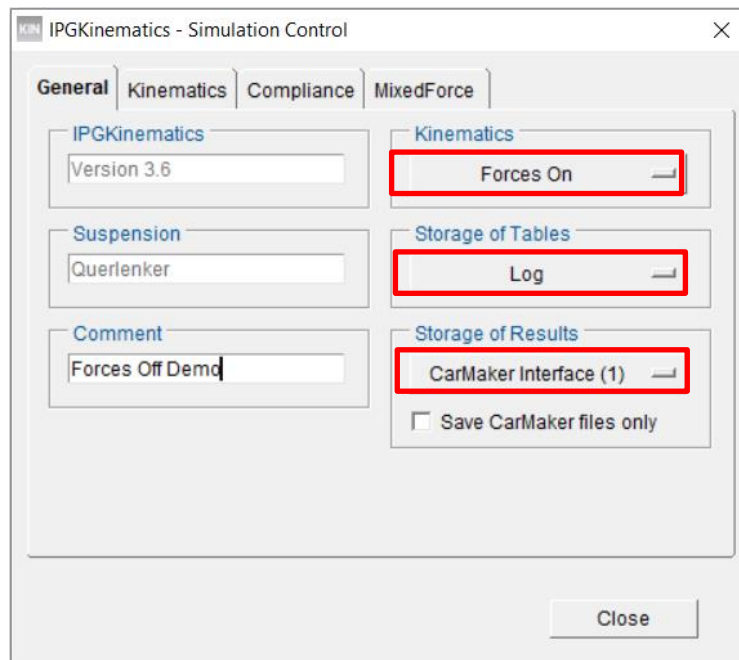 KIN IPGKinematics - Simulation Control
General Kinematics Compliance MixedForce
IPGKinematics
Version 3.6
Kinematics
Forces On
Suspension
Querlenker
Storage of Tables
Log
Comment
Forces Off Demo
Storage of Results
CarMaker Interface (1)
Save CarMaker files only
Close